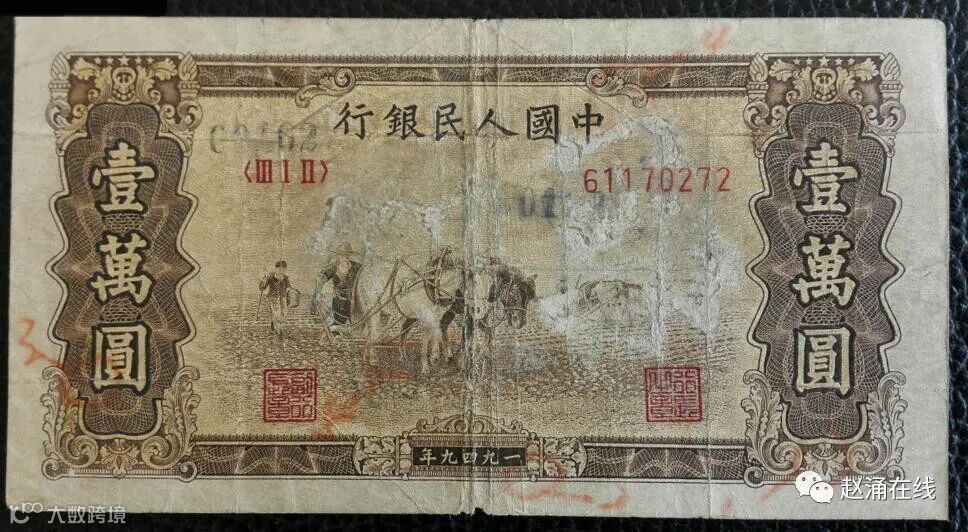 行銀民人國中
〈III I II〉
61170272
壹萬圓
壹萬圓
年九四九一
赵涌在线
大数跨境